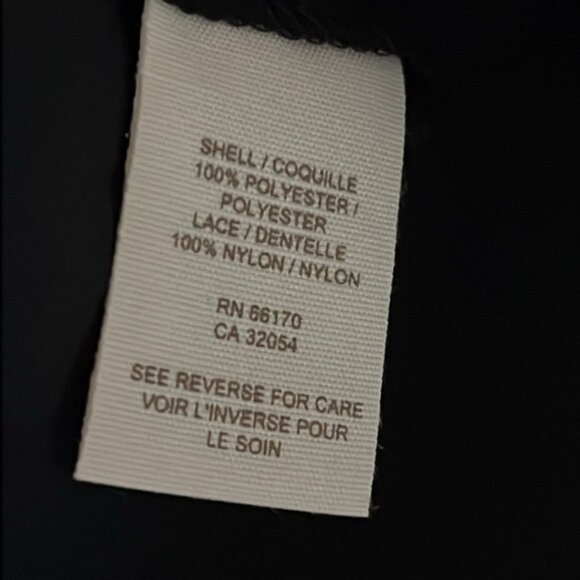 SHELL / COQUILLE
100% POLYESTER /
POLYESTER
LACE / DENTELLE
100% NYLON / NYLON
RN 66170
CA 32054
SEE REVERSE FOR CARE
VOIR L'INVERSE POUR
LE SOIN